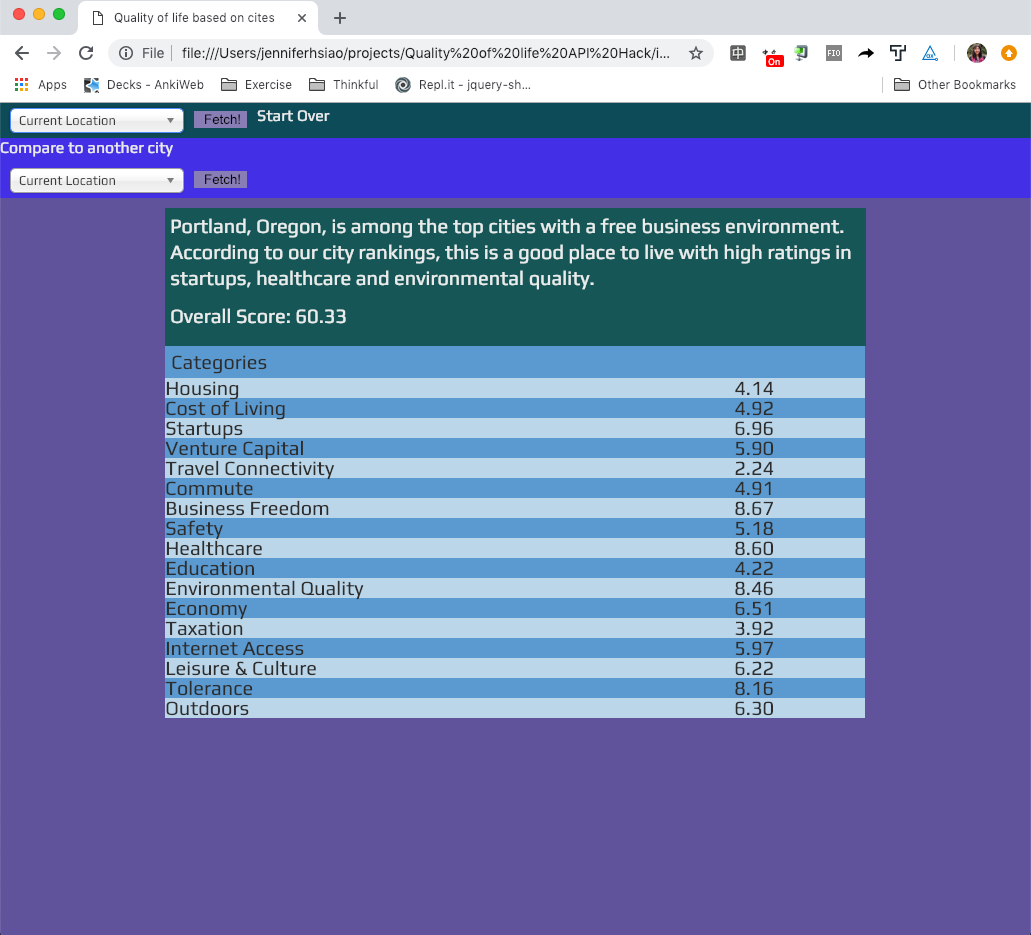 Quality of life based on cites
File file:///Users/jenniferhsiao/projects/Quality%20of%20life%20API%20Hack/i... 中 On FIO
Apps Decks - AnkiWeb Exercise Thinkful Repl.it - jquery-sh... Other Bookmarks
Current Location Fetch! Start Over
Compare to another city
Current Location Fetch!
Portland, Oregon, is among the top cities with a free business environment.
According to our city rankings, this is a good place to live with high ratings in
startups, healthcare and environmental quality.
Overall Score: 60.33
Categories
Housing 4.14
Cost of Living 4.92
Startups 6.96
Venture Capital 5.90
Travel Connectivity 2.24
Commute 4.91
Business Freedom 8.67
Safety 5.18
Healthcare 8.60
Education 4.22
Environmental Quality 8.46
Economy 6.51
Taxation 3.92
Internet Access 5.97
Leisure & Culture 6.22
Tolerance 8.16
Outdoors 6.30